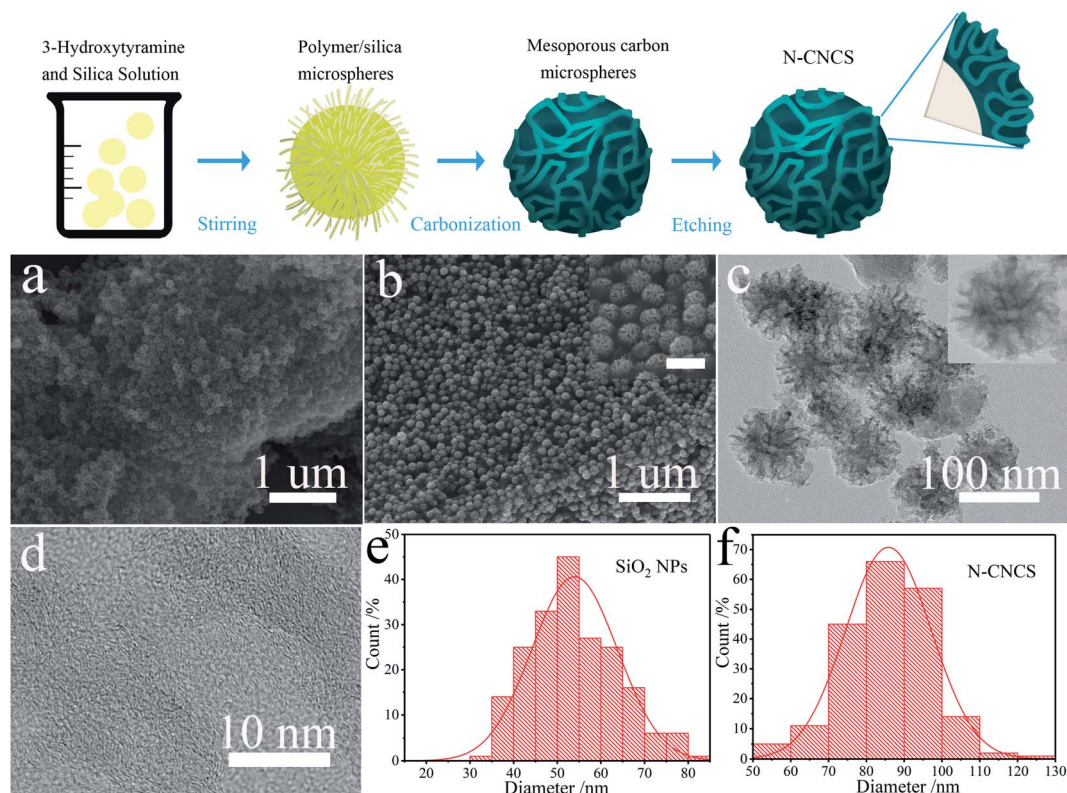 3-Hydroxytyramine
and Silica Solution
Polymer/silica
microspheres
Mesoporous carbon
microspheres
N-CNCS
Stirring
Carbonization
Etching
a
1 um
b
1 um
c
100 nm
d
10 nm
e
SiO₂ NPs
Count /%
50
40
30
20
10
0
20 30 40 50 60 70 80
Diameter /nm
f
N-CNCS
Count /%
70
60
50
40
30
20
10
0
50 60 70 80 90 100 110 120 130
Diameter /nm